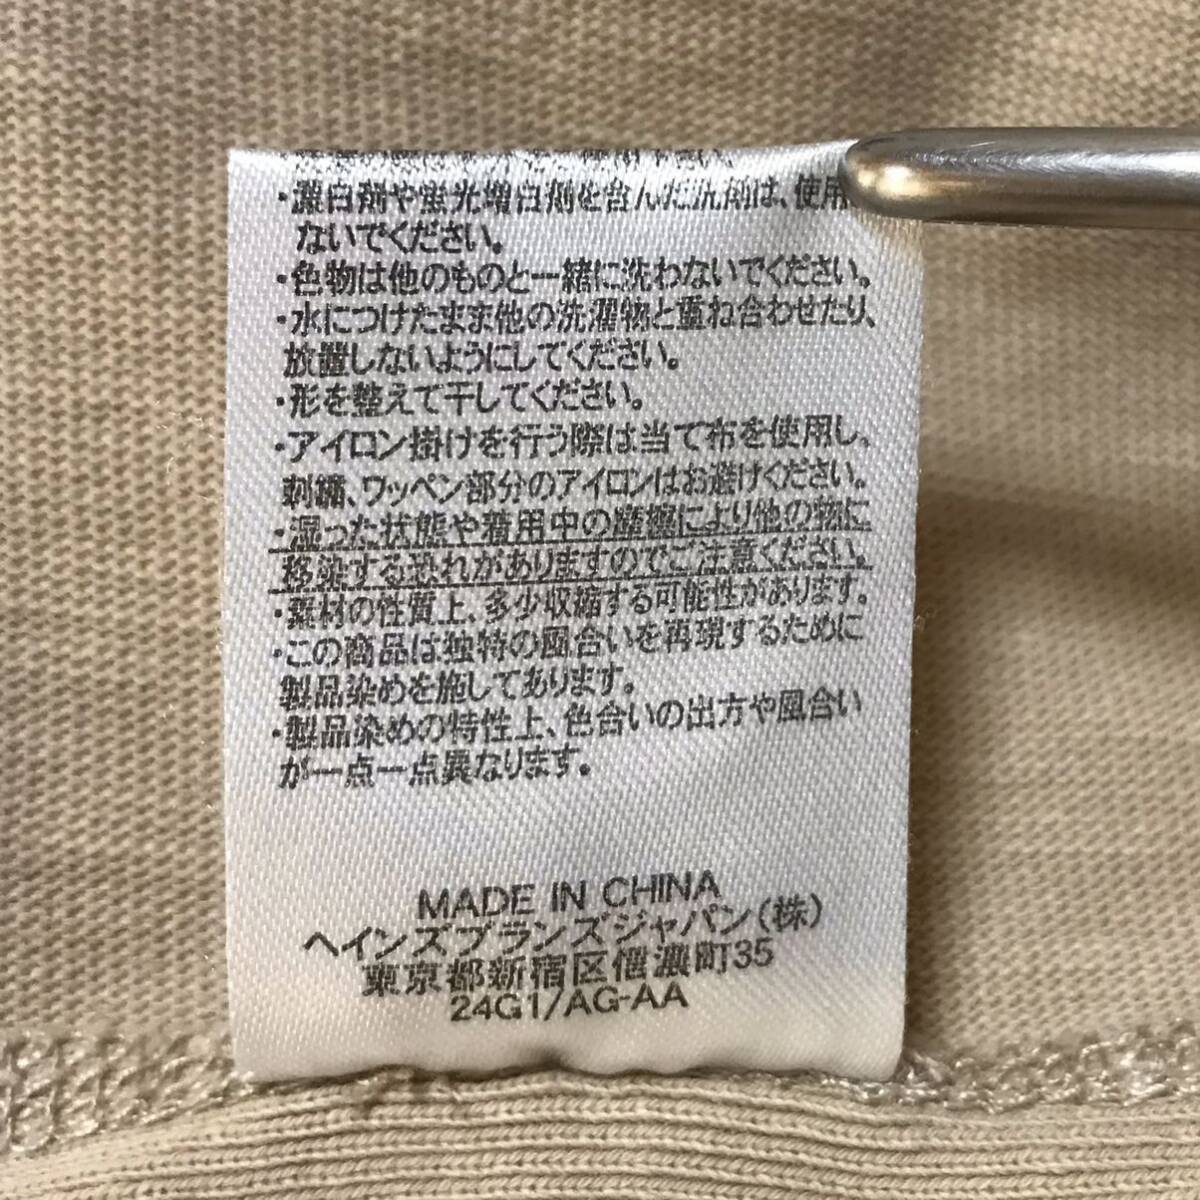 ・漂白剤や蛍光増白剤を含んだ洗剤は、使用
ないでください。
・色物は他のものと一緒に洗わないでください。
・水につけたまま他の洗濯物と重ね合わせたり、
放置しないようにしてください。
・形を整えて干してください。
・アイロン掛けを行う際は当て布を使用し、
刺繍、ワッペン部分のアイロンはお避けください。
・湿った状態や着用中の摩擦により他の物に
移染する恐れがありますのでご注意ください。
・素材の性質上、多少収縮する可能性があります。
・この商品は独特の風合いを再現するために
製品染めを施してあります。
・製品染めの特性上、色合いの出方や風合い
が一点一点異なります。
MADE IN CHINA
ヘインズブランズジャパン(株)
東京都新宿区信濃町35
24G1/AG-AA